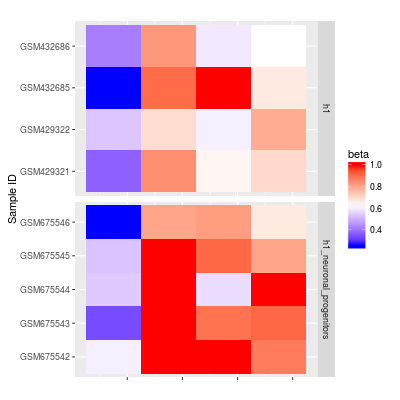 Sample ID
GSM432686
GSM432685
GSM429322
GSM429321
h1
GSM675546
GSM675545
GSM675544
GSM675543
GSM675542
h1_neuronal_progenitors
beta
1.0
0.8
0.6
0.4